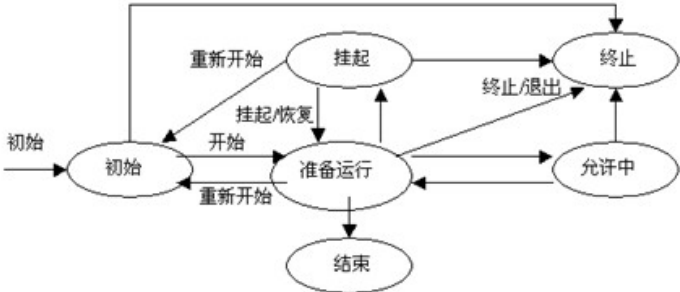 重新开始
挂起
终止
挂起/恢复
终止/退出
初始
开始
初始
准备运行
允许中
重新开始
结束